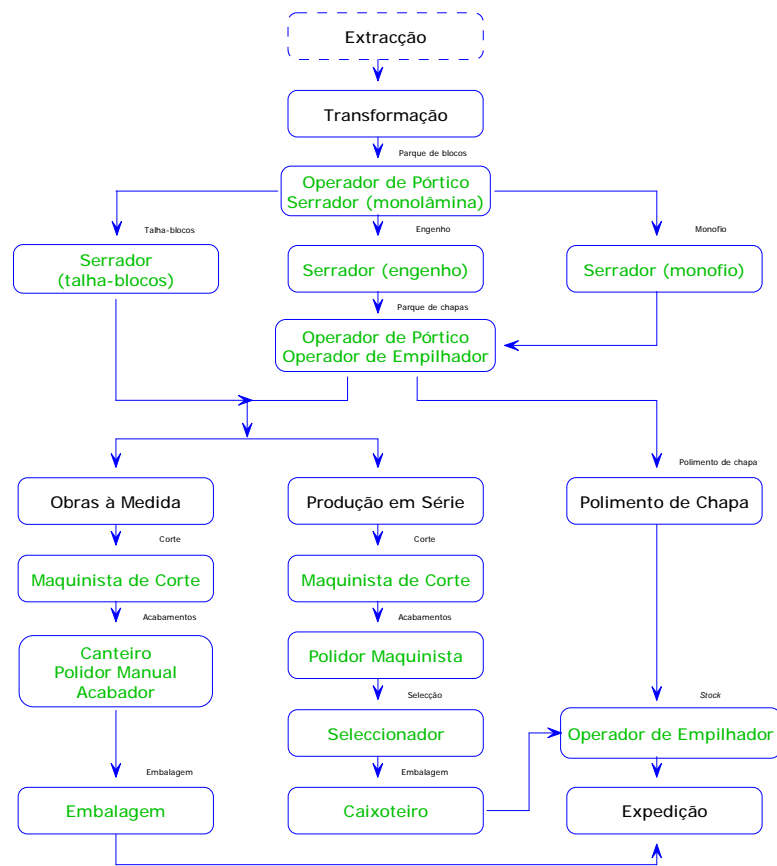 Extracção
Transformação
Parque de blocos
Operador de Pórtico
Serrador (monolâmina)
Talha-blocos
Engenho
Monofio
Serrador
(talha-blocos)
Serrador (engenho)
Serrador (monofio)
Parque de chapas
Operador de Pórtico
Operador de Empilhador
Polimento de chapa
Obras à Medida
Produção em Série
Polimento de Chapa
Corte
Corte
Maquinista de Corte
Maquinista de Corte
Acabamentos
Acabamentos
Canteiro
Polidor Manual
Acabador
Polidor Maquinista
Selecção
Stock
Seleccionador
Operador de Empilhador
Embalagem
Embalagem
Embalagem
Caixoteiro
Expedição